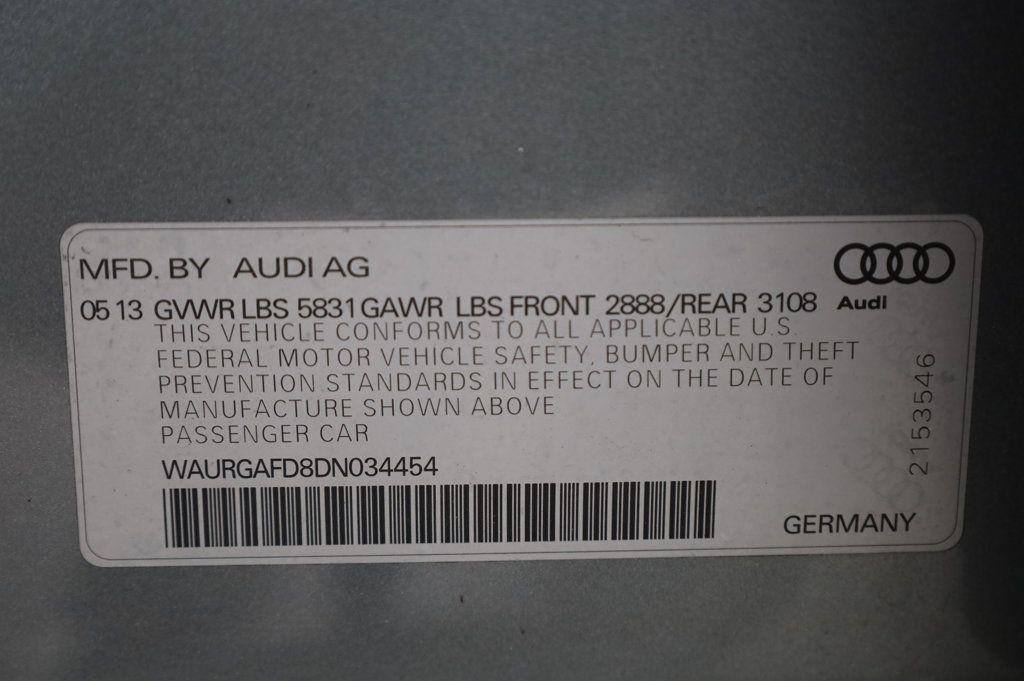 MFD. BY AUDI AG
05 13 GVWR LBS 5831 GAWR LBS FRONT 2888/REAR 3108
Audi
THIS VEHICLE CONFORMS TO ALL APPLICABLE U.S.
FEDERAL MOTOR VEHICLE SAFETY, BUMPER AND THEFT
PREVENTION STANDARDS IN EFFECT ON THE DATE OF
MANUFACTURE SHOWN ABOVE
PASSENGER CAR
WAURGAFD8DN034454
GERMANY
2153546